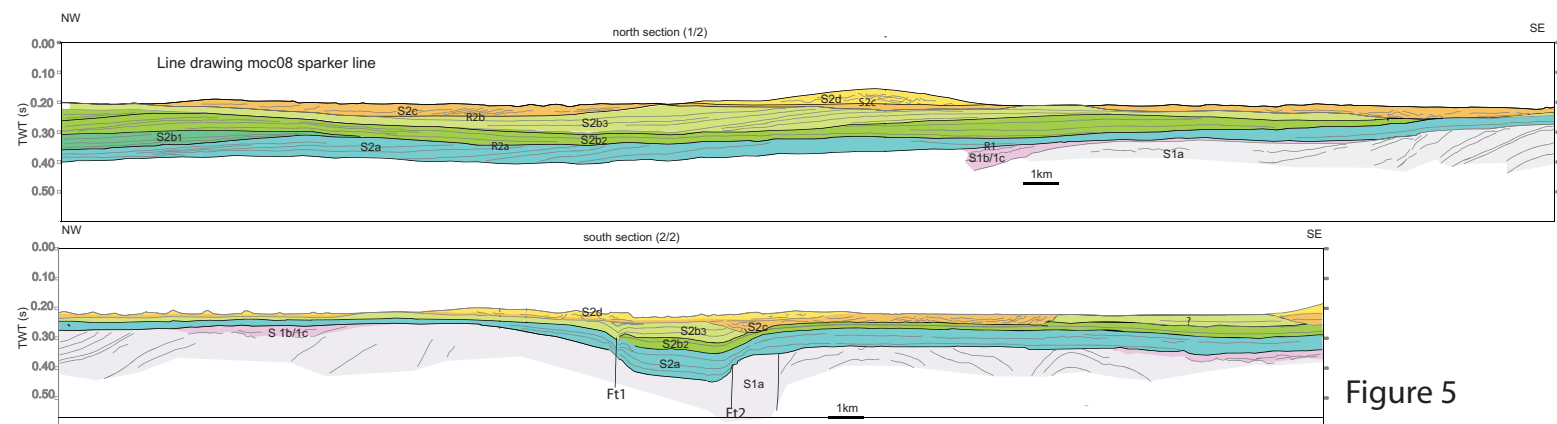 NW
north section (1/2)
SE
Line drawing moc08 sparker line
TWT (s)
0.00
0.10
0.20
0.30
0.40
0.50
S2c
R2b
S2b3
S2d
S2c
S2b1
S2a
R2a
S2b2
R1
S1b/1c
S1a
1km
NW
south section (2/2)
SE
TWT (s)
0.00
0.10
0.20
0.30
0.40
0.50
S2d
S2b3
S2c
?
S 1b/1c
S2b2
S2a
S1a
Ft1
Ft2
1km
Figure 5